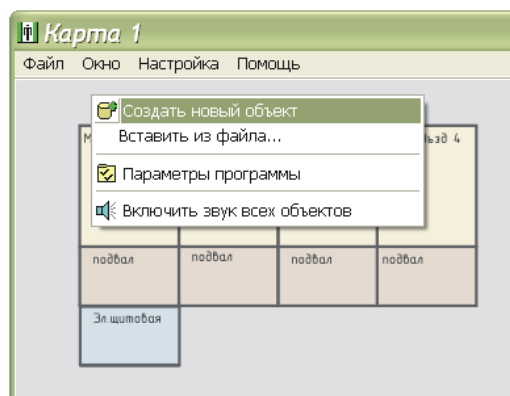 Карта 1
Файл Окно Настройка Помощь
Создать новый объект
Вставить из файла...
Параметры программы
Включить звук всех объектов
4
подвал подвал подвал подвал
Эл.щитовая